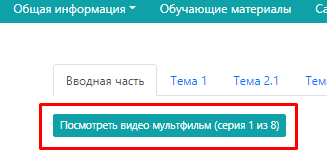 Общая информация Обучающие материалы
Вводная часть Тема 1 Тема 2.1
Посмотреть видео мультфильм (серия 1 из 8)